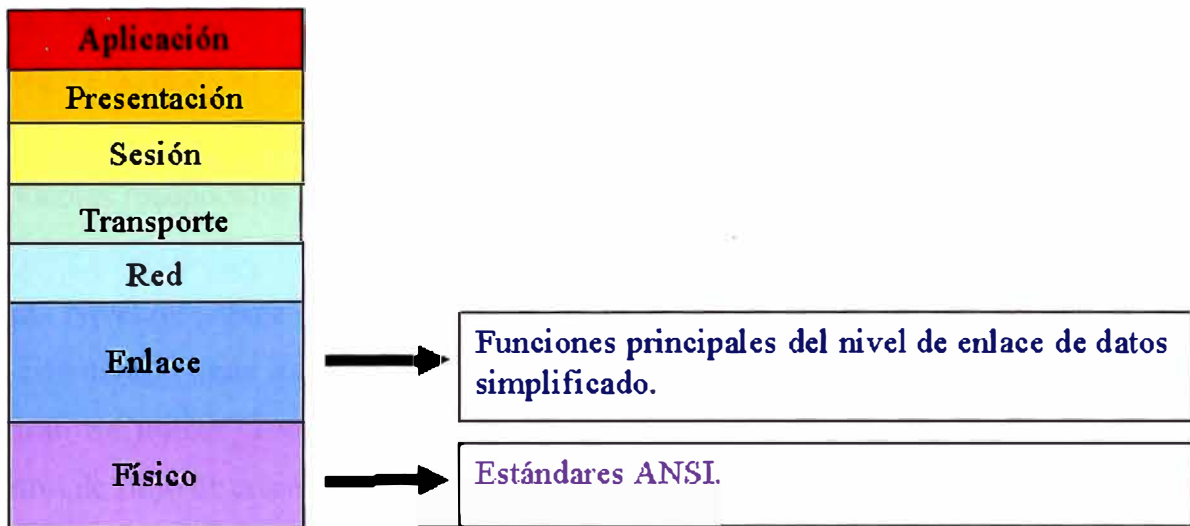 Aplicación
Presentación
Sesión
Transporte
Red
Enlace
Funciones principales del nivel de enlace de datos
simplificado.
Físico
Estándares ANSI.